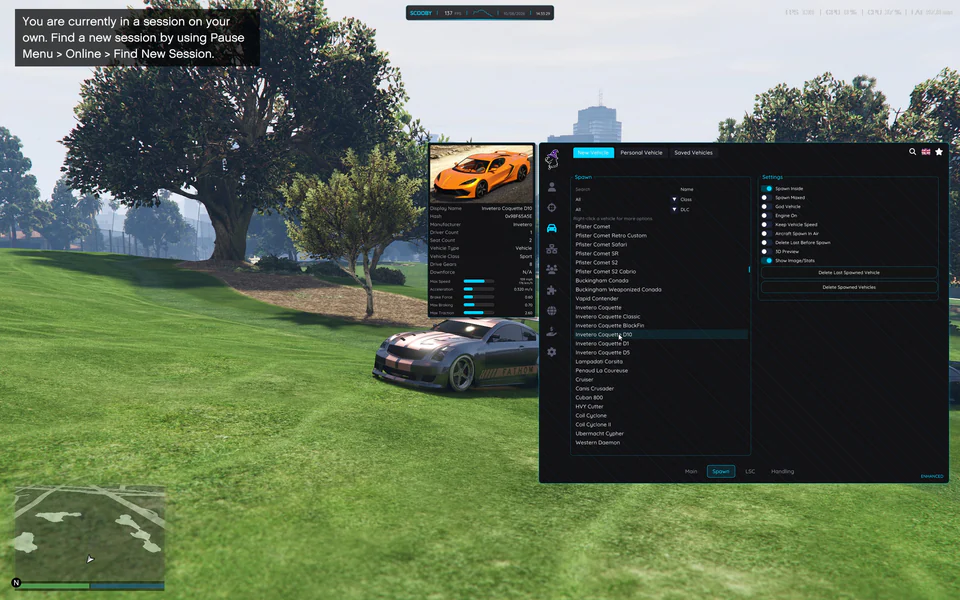 You are currently in a session on your
own. Find a new session by using Pause
Menu > Online > Find New Session.
SCOOBY
137 FPS
New Vehicle
Personal Vehicle
Saved Vehicles
Spawn
Search
Name
All
Class
All
DLC
Right-click a vehicle for more options.
Pfister Comet
Pfister Comet Retro Custom
Pfister Comet Safari
Pfister Comet SR
Pfister Comet S2
Pfister Comet S2 Cabrio
Buckingham Conada
Buckingham Weaponized Conada
Vapid Contender
Invetero Coquette
Invetero Coquette Classic
Invetero Coquette BlackFin
Invetero Coquette D10
Invetero Coquette D1
Invetero Coquette D5
Lampadati Corsita
Penaud La Coureuse
Cruiser
Canis Crusader
Cuban 800
HVY Cutter
Coil Cyclone
Coil Cyclone II
Ubermacht Cypher
Western Daemon
Settings
Spawn Inside
Spawn Maxed
God Vehicle
Engine On
Keep Vehicle Speed
Aircraft Spawn In Air
Delete Last Before Spawn
3D Preview
Show Image/Stats
Delete Last Spawned Vehicle
Delete Spawned Vehicles
Display Name Invetero Coquette D10
Hash 0x98F65A5E
Manufacturer Invetero
Driver Count 1
Seat Count 2
Vehicle Type Vehicle
Vehicle Class Sport
Drive Gears 8
Downforce N/A
Max Speed
Acceleration
Brake Force
Max Braking
Max Traction
Main
Spawn
LSC
Handling
ENHANCED
N